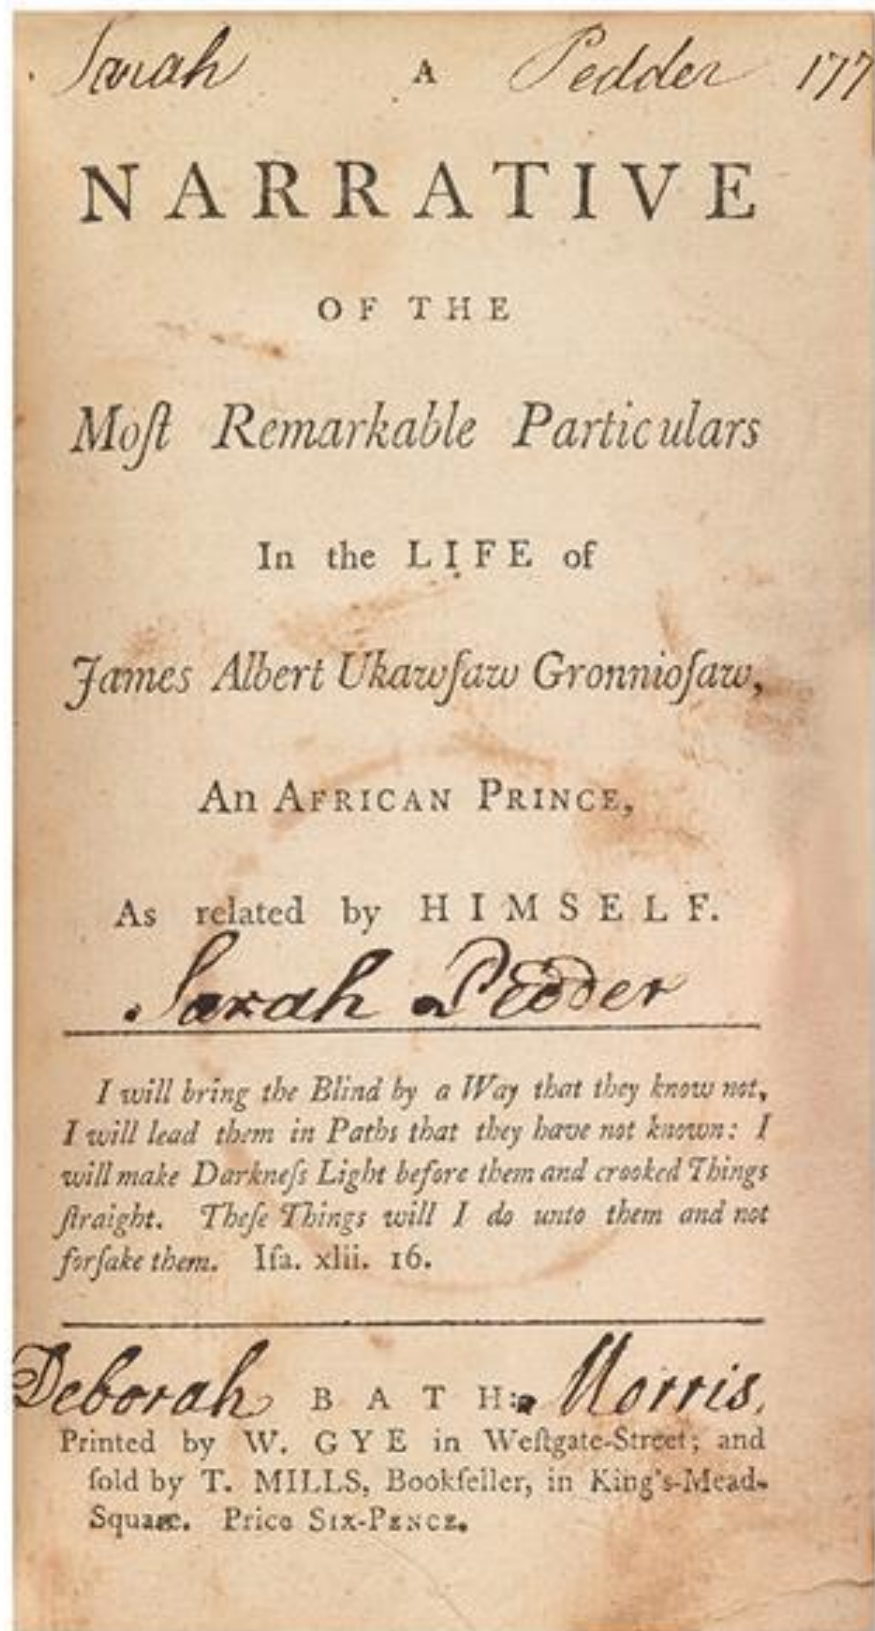 Sarah A Pedder 177
NARRATIVE
OF THE
Moſt Remarkable Particulars
In the LIFE of
James Albert Ukawſaw Gronnioſaw,
An AFRICAN PRINCE,
As related by HIMSELF.
Sarah Pedder
I will bring the Blind by a Way that they know not,
I will lead them in Paths that they have not known: I
will make Darkneſs Light before them and crooked Things
ſtraight. Theſe Things will I do unto them and not
forſake them. Iſa. xlii. 16.
Deborah BATH: Morris,
Printed by W. GYE in Weſtgate-Street; and
ſold by T. MILLS, Bookſeller, in King's-Mead-
Square. Price SIX-PENCE.